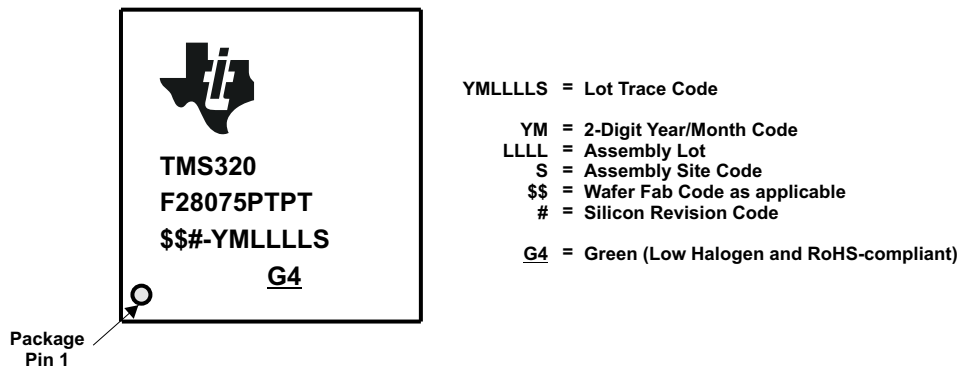 TMS320
F28075PTPT
$$#-YMLLLLS
G4
Package
Pin 1
YMLLLLS = Lot Trace Code
YM = 2-Digit Year/Month Code
LLLL = Assembly Lot
S = Assembly Site Code
$$ = Wafer Fab Code as applicable
# = Silicon Revision Code
G4 = Green (Low Halogen and RoHS-compliant)